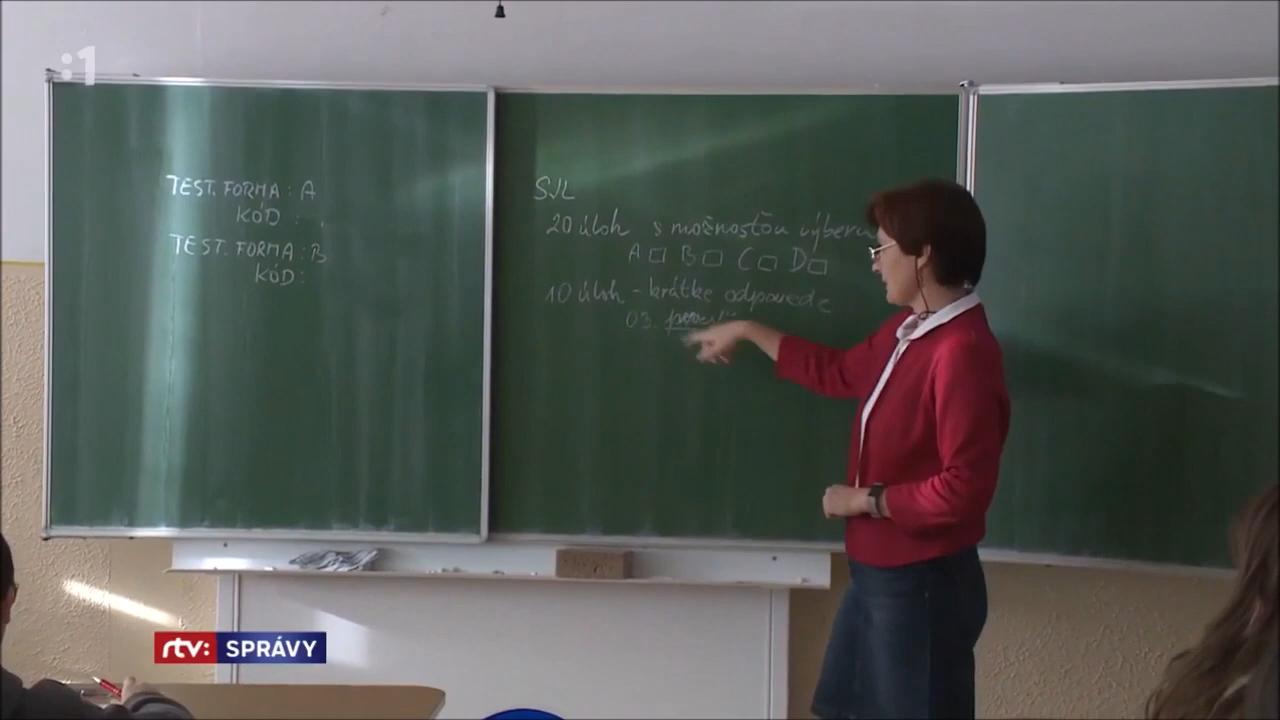 :1
TEST. FORMA : A
KÓD :
TEST. FORMA : B
KÓD :
SJL
20 úloh s možnosťou výberu
A □ B □ C □ D □
10 úloh - krátke odpovede
03.
rtv: SPRÁVY